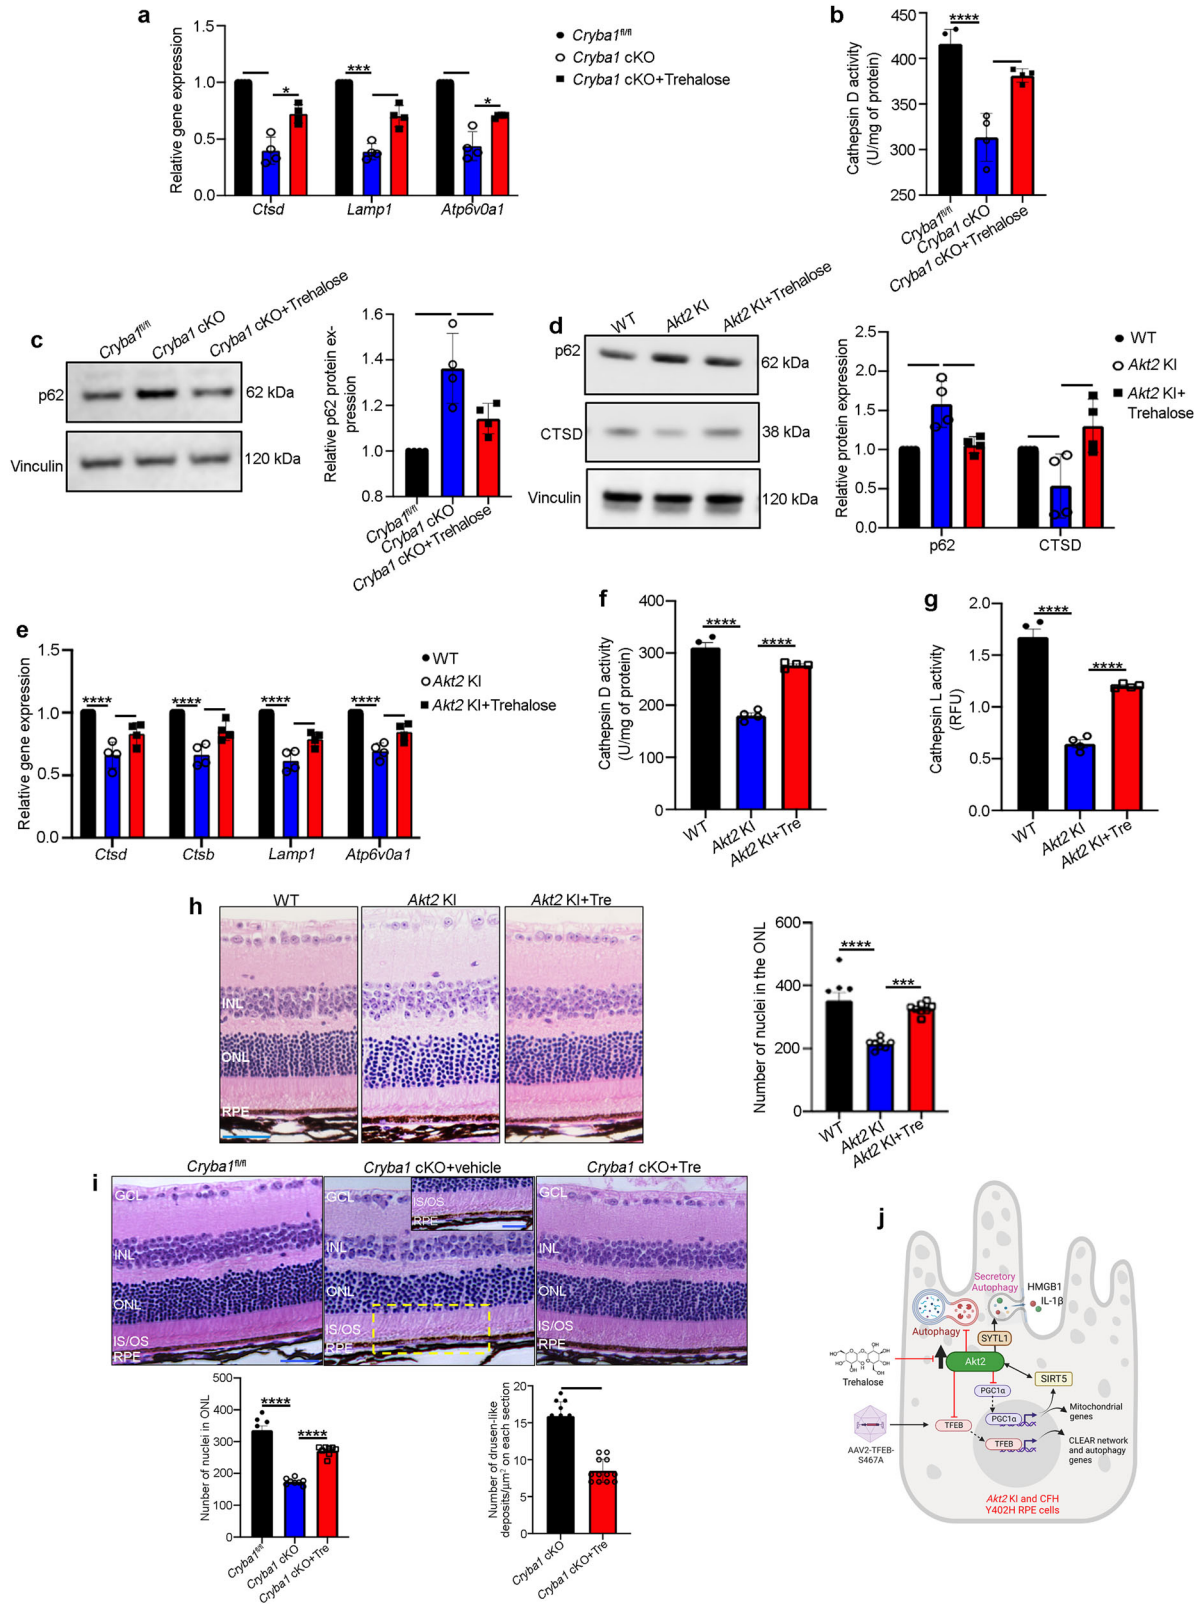 a
Relative gene expression
1.5
1.0
0.5
0.0
***
*
*
Ctsd
Lamp1
Atp6v0a1
Cryba1fl/fl
Cryba1 cKO
Cryba1 cKO+Trehalose
b
Cathepsin D activity
(U/mg of protein)
450
400
350
300
250
****
Cryba1fl/fl
Cryba1 cKO
Cryba1 cKO+Trehalose
c
Cryba1fl/fl
Cryba1 cKO
Cryba1 cKO+Trehalose
p62
62 kDa
Vinculin
120 kDa
Relative p62 protein ex-
pression
1.6
1.4
1.2
1.0
0.8
Cryba1fl/fl
Cryba1 cKO
Cryba1 cKO+Trehalose
d
WT
Akt2 KI
Akt2 KI+Trehalose
p62
62 kDa
CTSD
38 kDa
Vinculin
120 kDa
Relative protein expression
2.5
2.0
1.5
1.0
0.5
0.0
p62
CTSD
WT
Akt2 KI
Akt2 KI+
Trehalose
e
Relative gene expression
1.5
1.0
0.5
0.0
****
****
****
****
Ctsd
Ctsb
Lamp1
Atp6v0a1
WT
Akt2 KI
Akt2 KI+Trehalose
f
Cathepsin D activity
(U/mg of protein)
400
300
200
100
0
****
****
WT
Akt2 KI
Akt2 KI+Tre
g
Cathepsin L activity
(RFU)
2.0
1.5
1.0
0.5
0.0
****
****
WT
Akt2 KI
Akt2 KI+Tre
h
WT
Akt2 KI
Akt2 KI+Tre
INL
ONL
RPE
Number of nuclei in the ONL
600
400
200
0
****
***
WT
Akt2 KI
Akt2 KI+Tre
i
Cryba1fl/fl
Cryba1 cKO+vehicle
Cryba1 cKO+Tre
GCL
INL
ONL
IS/OS
RPE
GCL
INL
ONL
IS/OS
RPE
IS/OS
RPE
GCL
INL
ONL
IS/OS
RPE
Number of nuclei in ONL
500
400
300
200
100
0
****
****
Cryba1fl/fl
Cryba1 cKO
Cryba1 cKO+Tre
Number of drusen-like
deposits/μm2 on each section
20
15
10
5
0
Cryba1 cKO
Cryba1 cKO+Tre
j
Secretory
Autophagy
HMGB1
IL-1β
Autophagy
SYTL1
Akt2
Trehalose
SIRT5
PGC1α
PGC1α
Mitochondrial
genes
TFEB
TFEB
CLEAR network
and autophagy
genes
AAV2-TFEB-
S467A
Akt2 KI and CFH
Y402H RPE cells